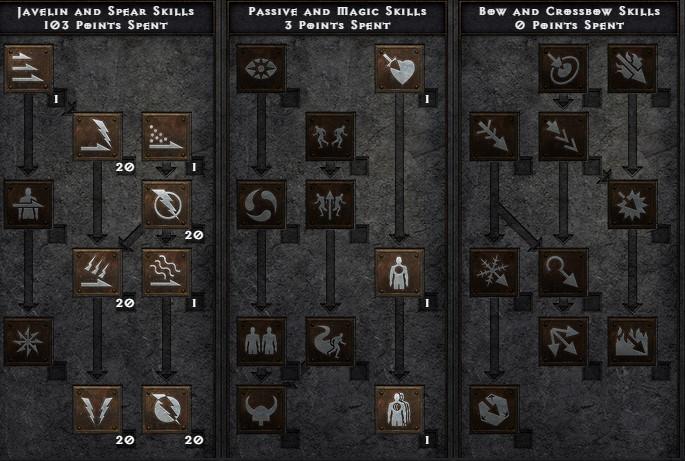 Javelin and Spear Skills
103 Points Spent
Passive and Magic Skills
3 Points Spent
Bow and Crossbow Skills
0 Points Spent
1
1
20
1
20
20
1
1
20
20
1